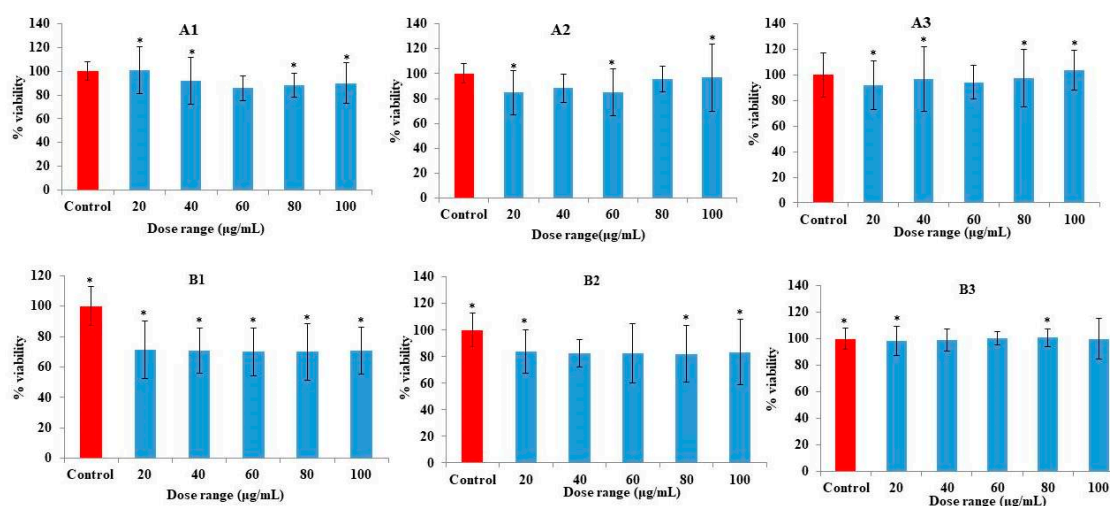 A1
140
120
100
80
60
40
20
0
% viability
* * * *
Control 20 40 60 80 100
Dose range (µg/mL)
A2
140
120
100
80
60
40
20
0
% viability
* * *
Control 20 40 60 80 100
Dose range(µg/mL)
A3
140
120
100
80
60
40
20
0
% viability
* * * *
Control 20 40 60 80 100
Dose range (µg/mL)
B1
120
100
80
60
40
20
0
% viability
* * * * * *
Control 20 40 60 80 100
Dose range (µg/mL)
B2
140
120
100
80
60
40
20
0
% viability
* * * *
Control 20 40 60 80 100
Dose range (µg/mL)
B3
140
120
100
80
60
40
20
0
% viability
* * *
Control 20 40 60 80 100
Dose range (µg/mL)